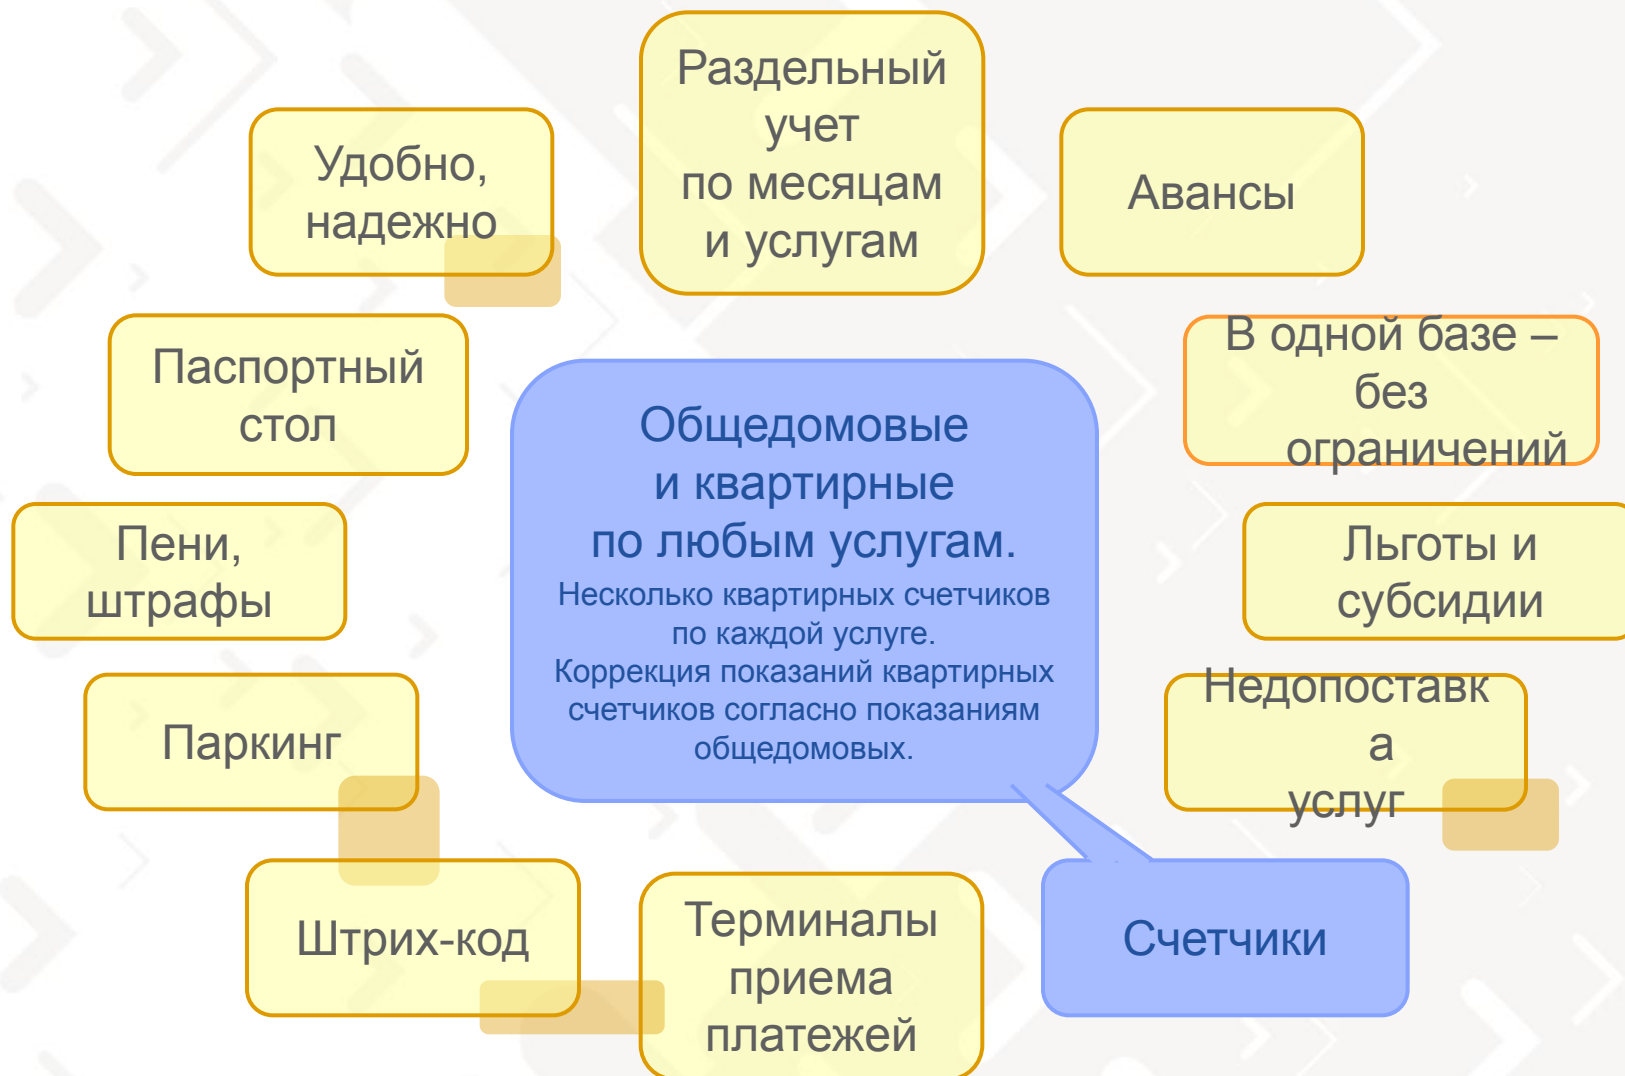 Раздельный
учет
по месяцам
и услугам
Удобно,
надежно
Авансы
Паспортный
стол
В одной базе –
без
ограничений
Общедомовые
и квартирные
по любым услугам.
Несколько квартирных счетчиков
по каждой услуге.
Коррекция показаний квартирных
счетчиков согласно показаниям
общедомовых.
Пени,
штрафы
Льготы и
субсидии
Паркинг
Недопоставк
а
услуг
Штрих-код
Терминалы
приема
платежей
Счетчики